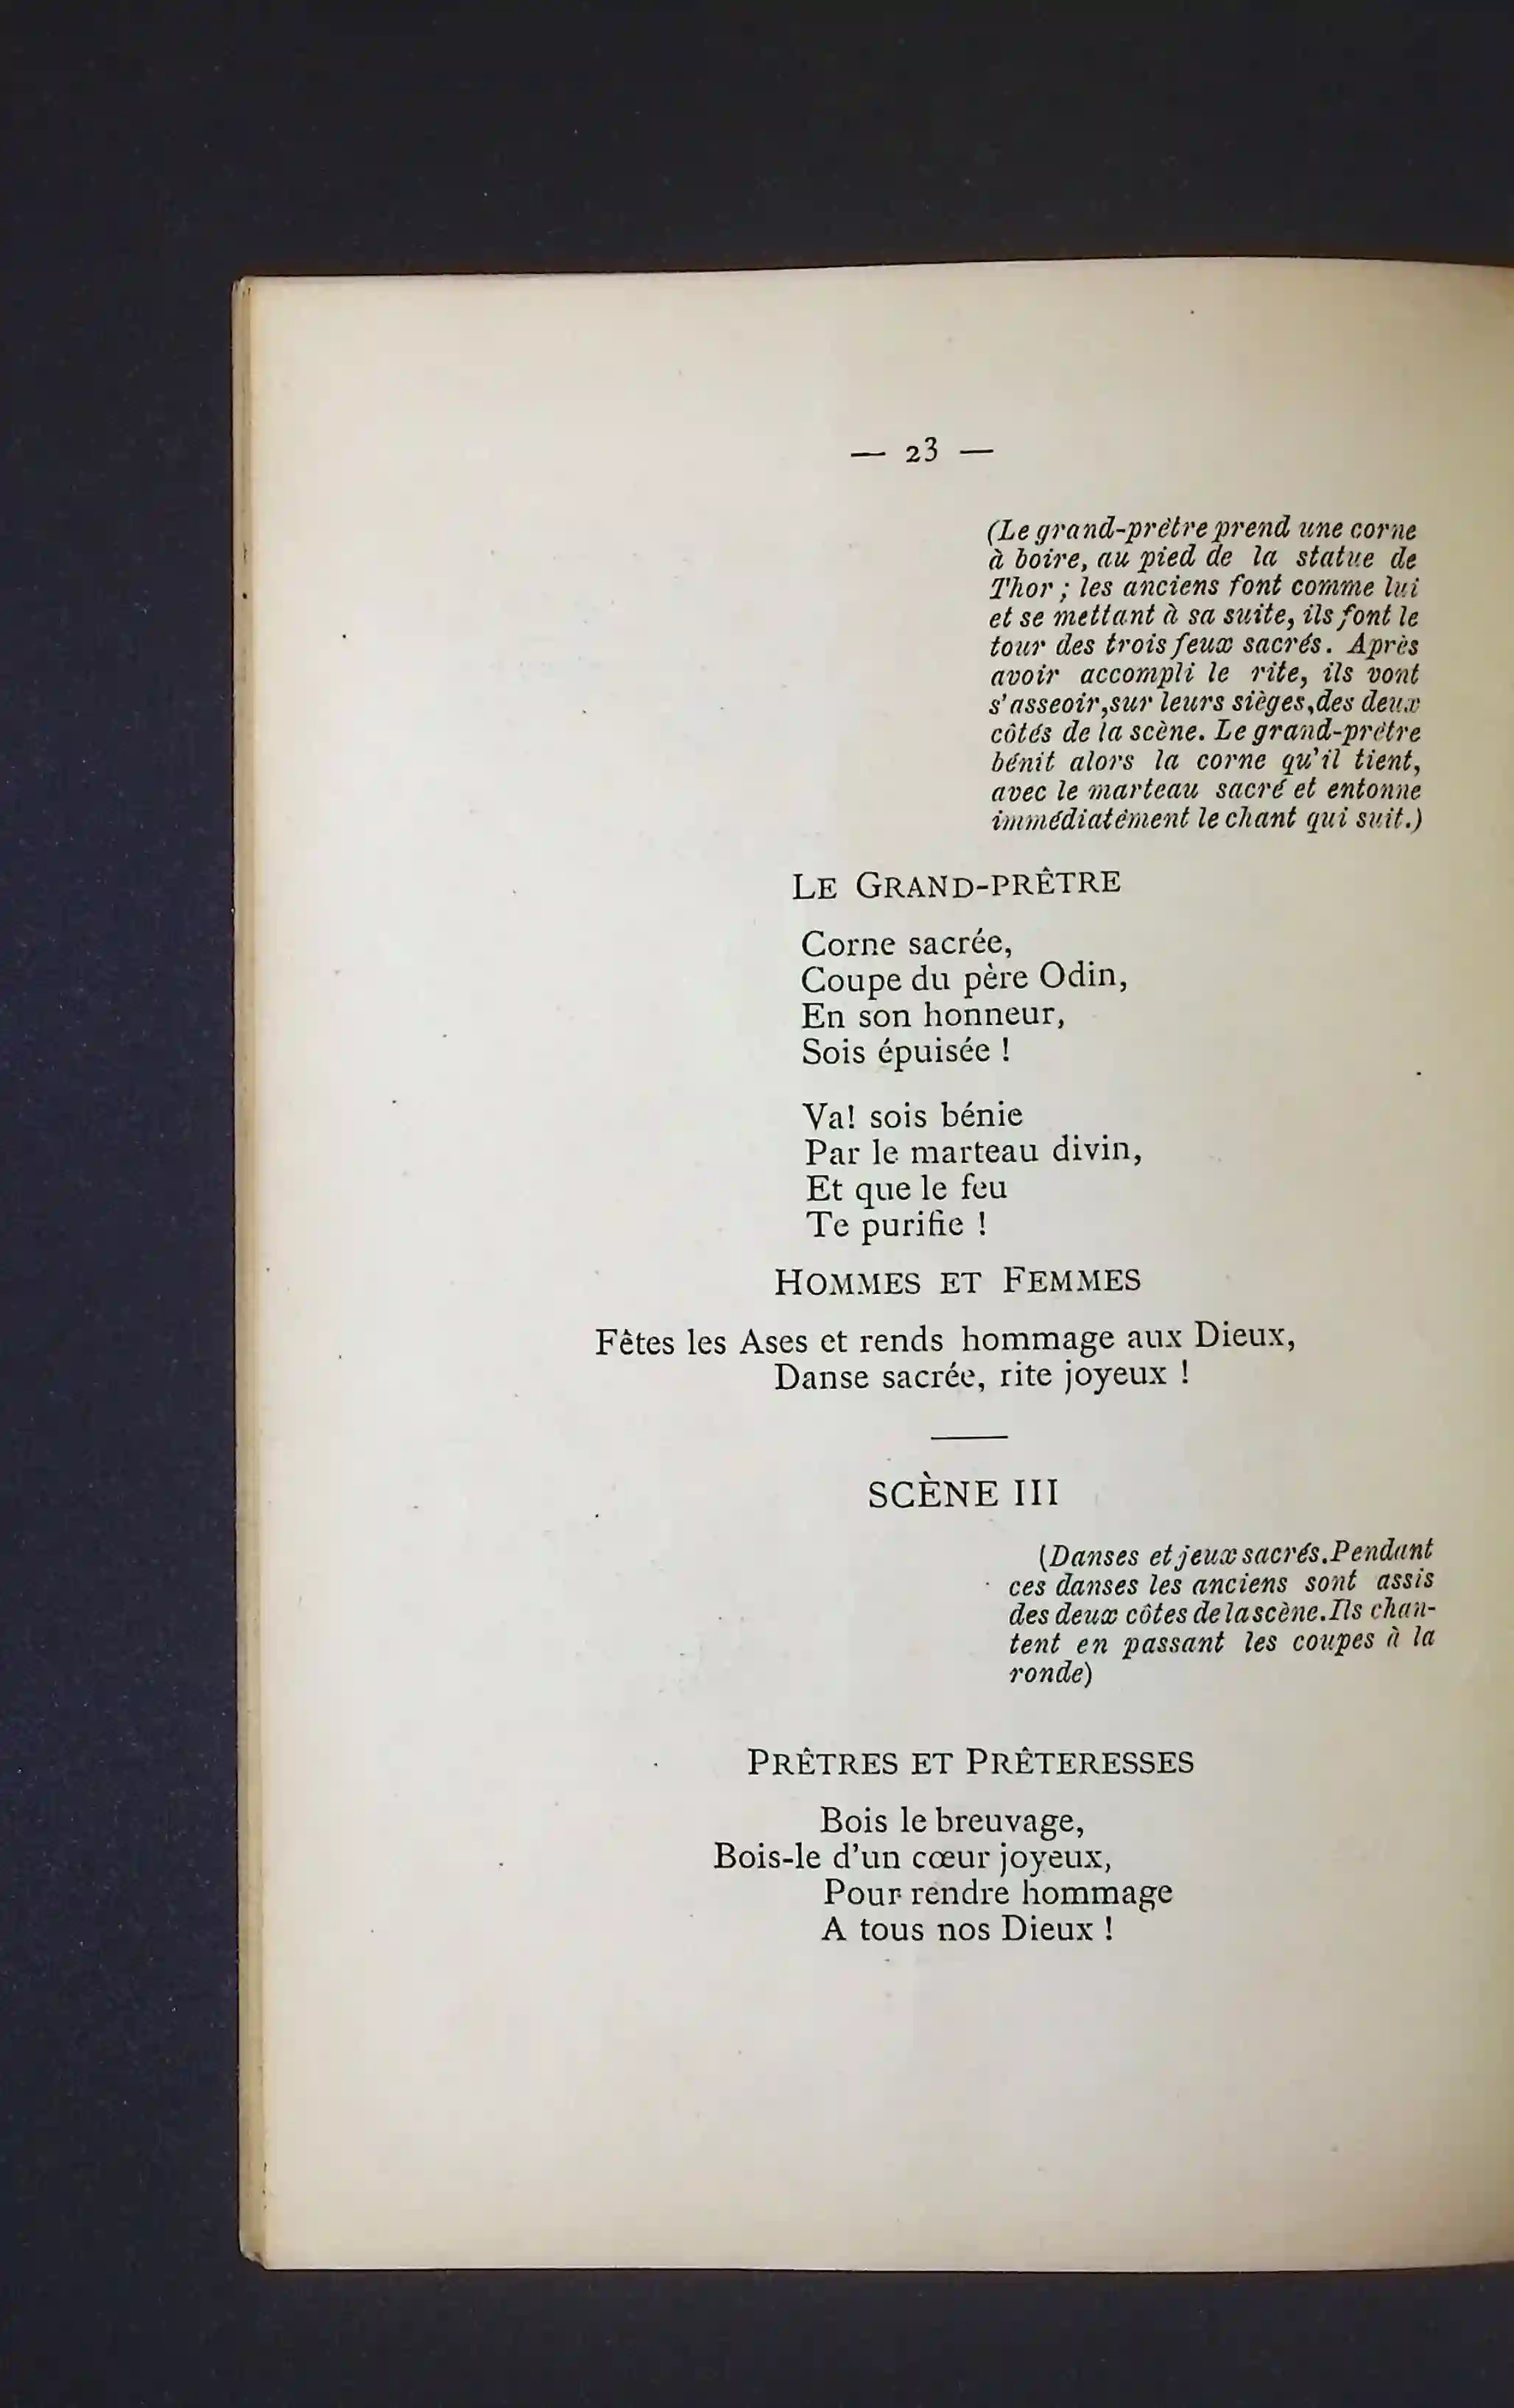 — 23 —
(Le grand-prêtre prend une corne
à boire, au pied de la statue de
Thor ; les anciens font comme lui
et se mettant à sa suite, ils font le
tour des trois feux sacrés. Après
avoir accompli le rite, ils vont
s'asseoir,sur leurs sièges,des deux
côtés de la scène. Le grand-prêtre
bénit alors la corne qu'il tient,
avec le marteau sacré et entonne
immédiatément le chant qui suit.)
LE GRAND-PRÊTRE
Corne sacrée,
Coupe du père Odin,
En son honneur,
Sois épuisée !
Va! sois bénie
Par le marteau divin,
Et que le feu
Te purifie !
HOMMES ET FEMMES
Fêtes les Ases et rends hommage aux Dieux,
Danse sacrée, rite joyeux !
SCÈNE III
(Danses et jeux sacrés.Pendant
ces danses les anciens sont assis
des deux côtes de la scène.Ils chan-
tent en passant les coupes à la
ronde)
PRÊTRES ET PRÊTERESSES
Bois le breuvage,
Bois-le d'un cœur joyeux,
Pour rendre hommage
A tous nos Dieux !